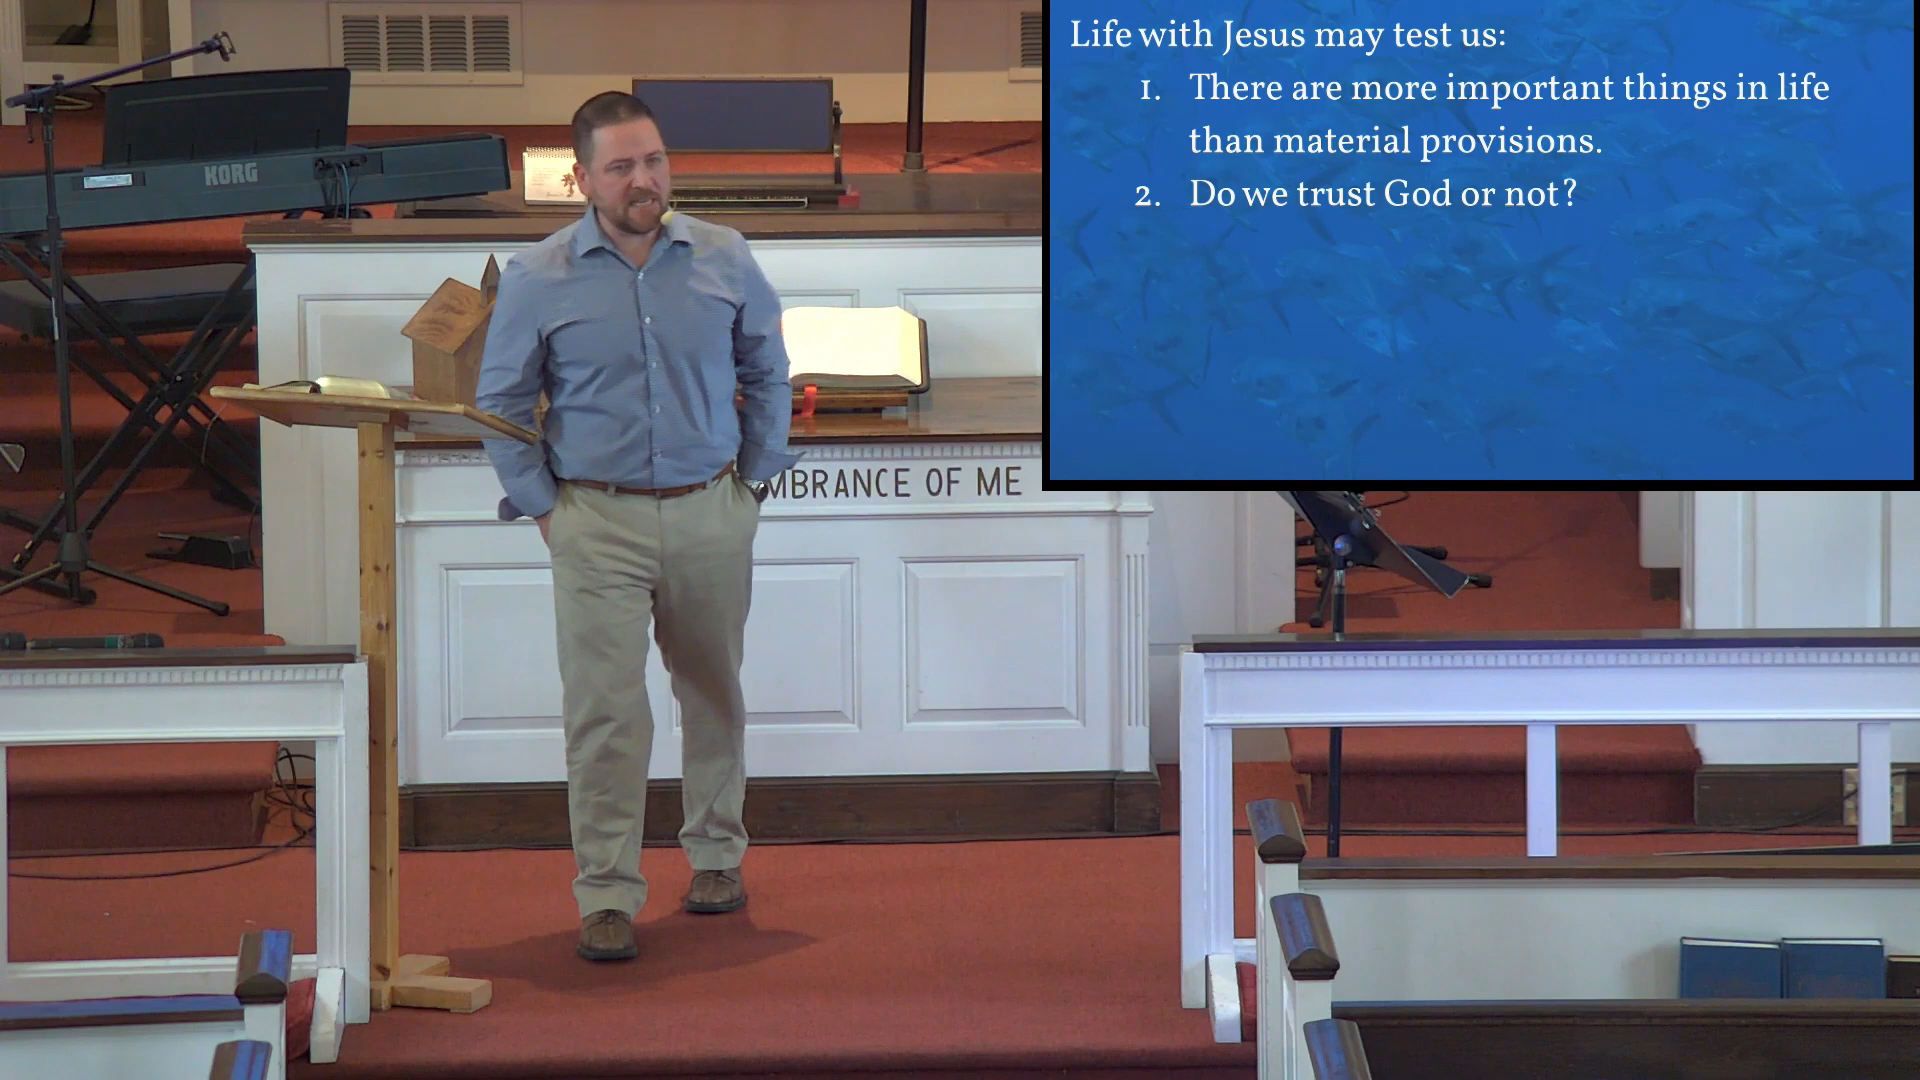 Life with Jesus may test us:
1. There are more important things in life
than material provisions.
2. Do we trust God or not?
KORG
MBRANCE OF ME